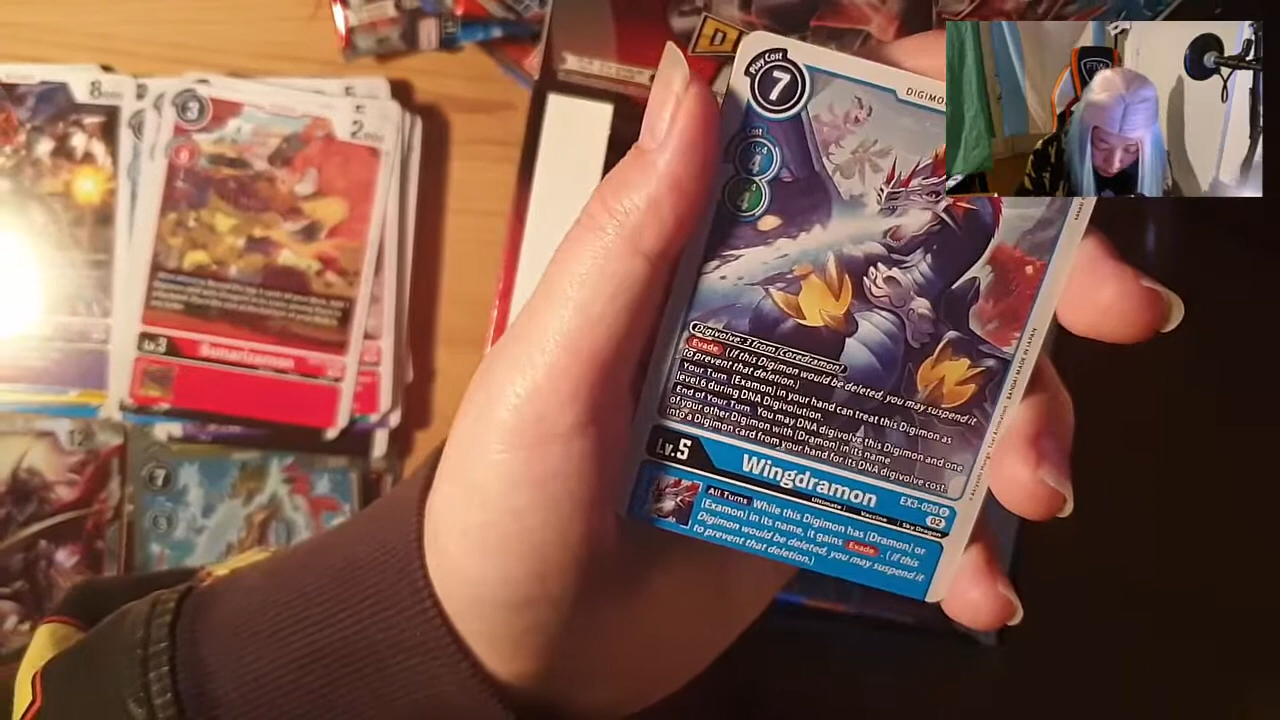 8
3
5
2
Lv.3
Sunarizamon
12
7
D
Play Cost
7
DIGIMO
Cost
Lv.4
4
4
FTW
Digivolve: 3 from [Coredramon]
Evade (If this Digimon would be deleted, you may suspend it
to prevent that deletion.)
Your Turn [Examon] in your hand can treat this Digimon as
level 6 during DNA Digivolution.
End of Your Turn You may DNA digivolve this Digimon and one
of your other Digimon with [Dramon] in its name
into a Digimon card from your hand for its DNA digivolve cost.
BANDAI MADE IN JAPAN
Lv.5
Wingdramon
EX3-020 U
02
Ultimate | Vaccine | Sky Dragon
All Turns While this Digimon has [Dramon] or
[Examon] in its name, it gains Evade. (If this
Digimon would be deleted, you may suspend it
to prevent that deletion.)